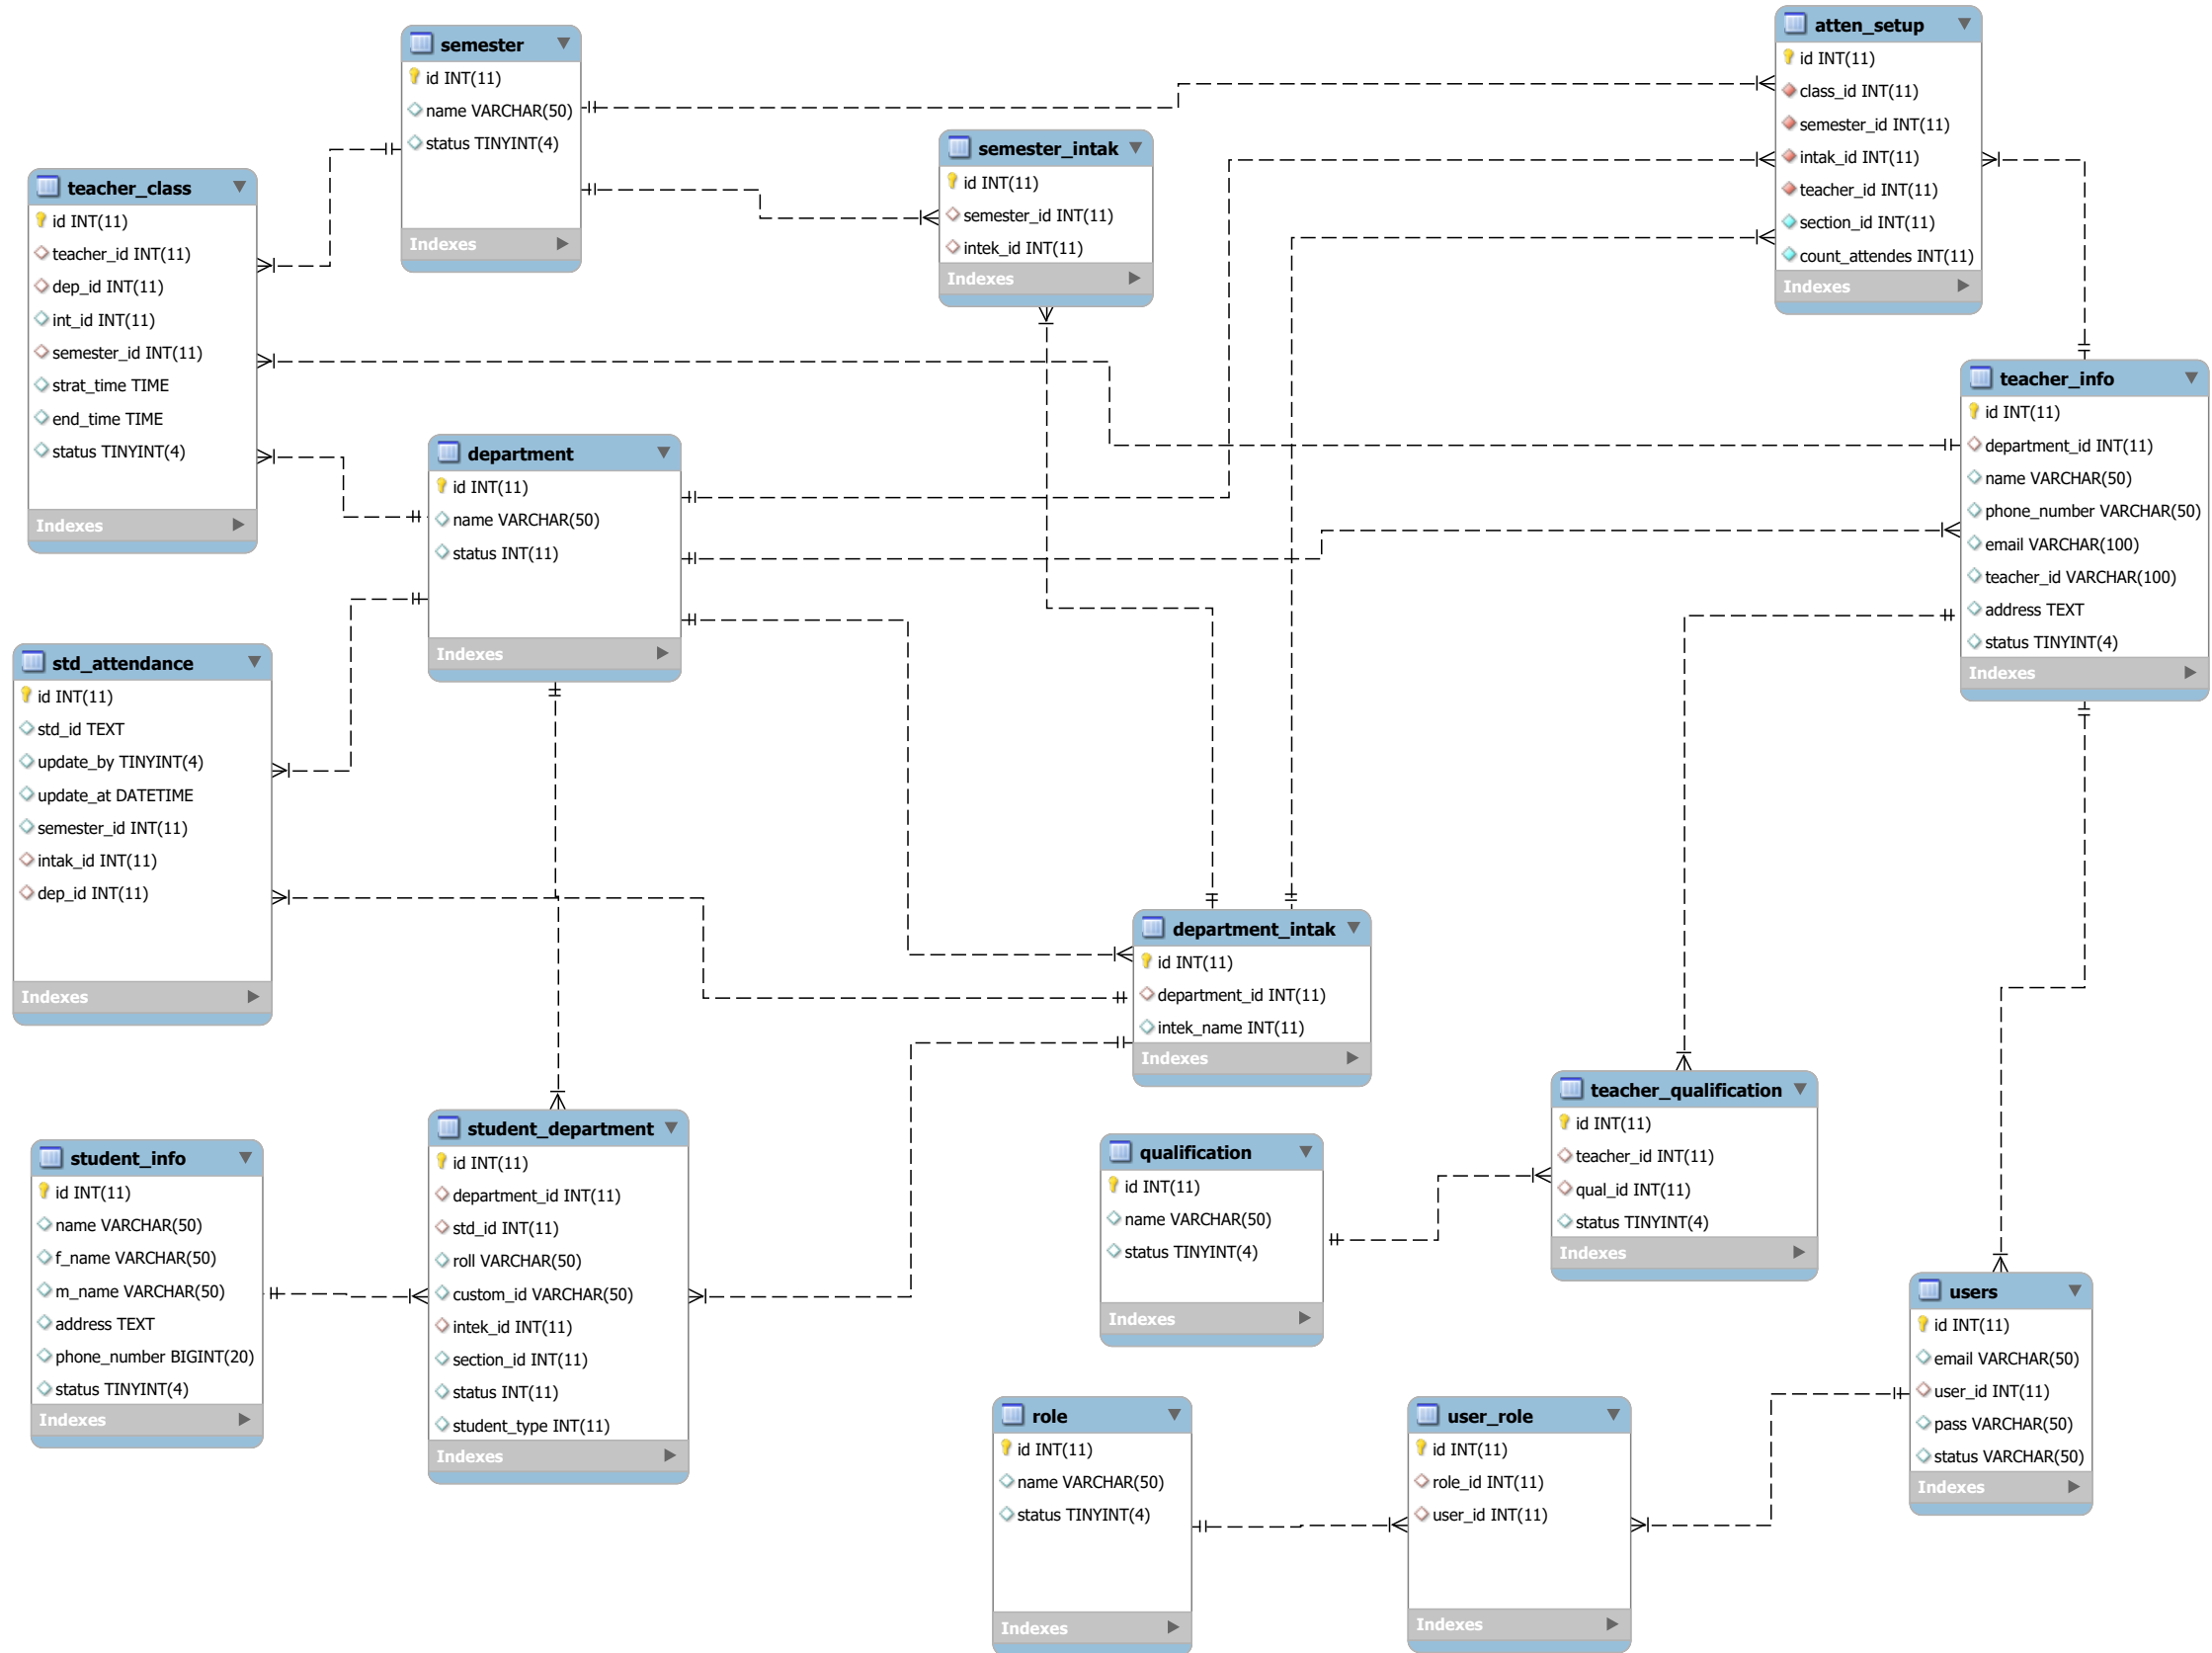 semester
id INT(11)
name VARCHAR(50)
status TINYINT(4)
Indexes
atten_setup
id INT(11)
class_id INT(11)
semester_id INT(11)
intak_id INT(11)
teacher_id INT(11)
section_id INT(11)
count_attendes INT(11)
Indexes
semester_intak
id INT(11)
semester_id INT(11)
intek_id INT(11)
Indexes
teacher_class
id INT(11)
teacher_id INT(11)
dep_id INT(11)
int_id INT(11)
semester_id INT(11)
strat_time TIME
end_time TIME
status TINYINT(4)
Indexes
teacher_info
id INT(11)
department_id INT(11)
name VARCHAR(50)
phone_number VARCHAR(50)
email VARCHAR(100)
teacher_id VARCHAR(100)
address TEXT
status TINYINT(4)
Indexes
department
id INT(11)
name VARCHAR(50)
status INT(11)
Indexes
std_attendance
id INT(11)
std_id TEXT
update_by TINYINT(4)
update_at DATETIME
semester_id INT(11)
intak_id INT(11)
dep_id INT(11)
Indexes
department_intak
id INT(11)
department_id INT(11)
intek_name INT(11)
Indexes
teacher_qualification
id INT(11)
teacher_id INT(11)
qual_id INT(11)
status TINYINT(4)
Indexes
student_department
id INT(11)
department_id INT(11)
std_id INT(11)
roll VARCHAR(50)
custom_id VARCHAR(50)
intek_id INT(11)
section_id INT(11)
status INT(11)
student_type INT(11)
Indexes
student_info
id INT(11)
name VARCHAR(50)
f_name VARCHAR(50)
m_name VARCHAR(50)
address TEXT
phone_number BIGINT(20)
status TINYINT(4)
Indexes
qualification
id INT(11)
name VARCHAR(50)
status TINYINT(4)
Indexes
users
id INT(11)
email VARCHAR(50)
user_id INT(11)
pass VARCHAR(50)
status VARCHAR(50)
Indexes
role
id INT(11)
name VARCHAR(50)
status TINYINT(4)
Indexes
user_role
id INT(11)
role_id INT(11)
user_id INT(11)
Indexes